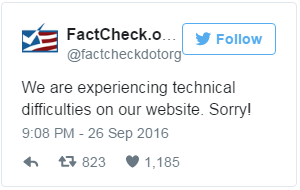 FactCheck.o...
Follow
@factcheckdotorg
We are experiencing technical
difficulties on our website. Sorry!
9:08 PM - 26 Sep 2016
823 1,185